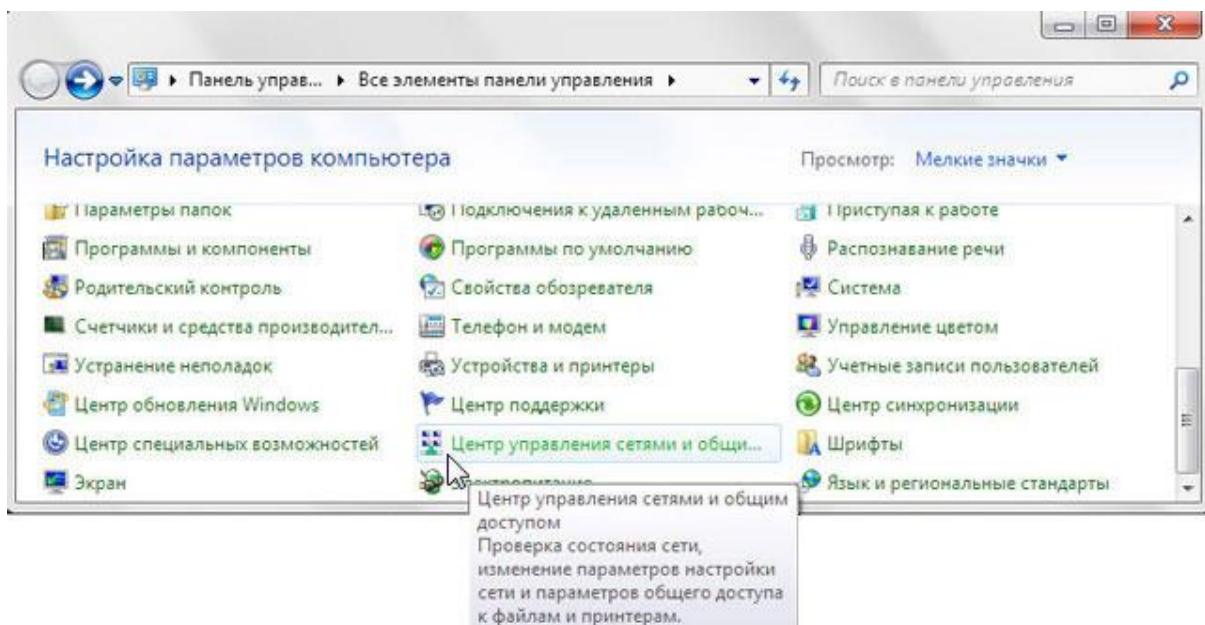 Панель управ... Все элементы панели управления Поиск в панели управления
Настройка параметров компьютера Просмотр: Мелкие значки
Параметры папок Подключения к удаленным рабоч... Приступая к работе
Программы и компоненты Программы по умолчанию Распознавание речи
Родительский контроль Свойства обозревателя Система
Счетчики и средства производител... Телефон и модем Управление цветом
Устранение неполадок Устройства и принтеры Учетные записи пользователей
Центр обновления Windows Центр поддержки Центр синхронизации
Центр специальных возможностей Центр управления сетями и общи... Шрифты
Экран Электропитание Язык и региональные стандарты
Центр управления сетями и общим
доступом
Проверка состояния сети,
изменение параметров настройки
сети и параметров общего доступа
к файлам и принтерам.